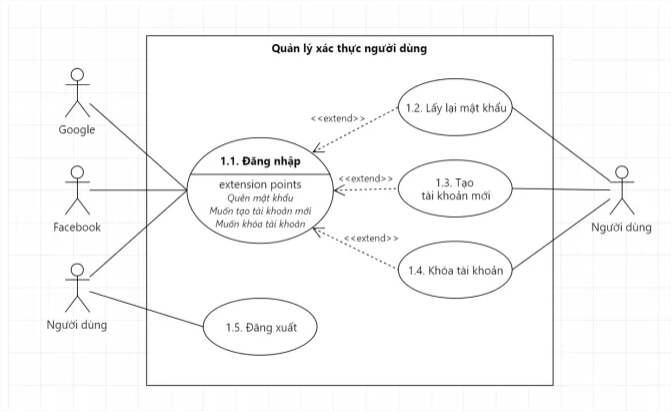 Quản lý xác thực người dùng
Google
Facebook
Người dùng
1.1. Đăng nhập
extension points
Quên mật khẩu
Muốn tạo tài khoản mới
Muốn khóa tài khoản
<<extend>>
<<extend>>
<<extend>>
1.2. Lấy lại mật khẩu
1.3. Tạo
tài khoản mới
1.4. Khóa tài khoản
1.5. Đăng xuất
Người dùng